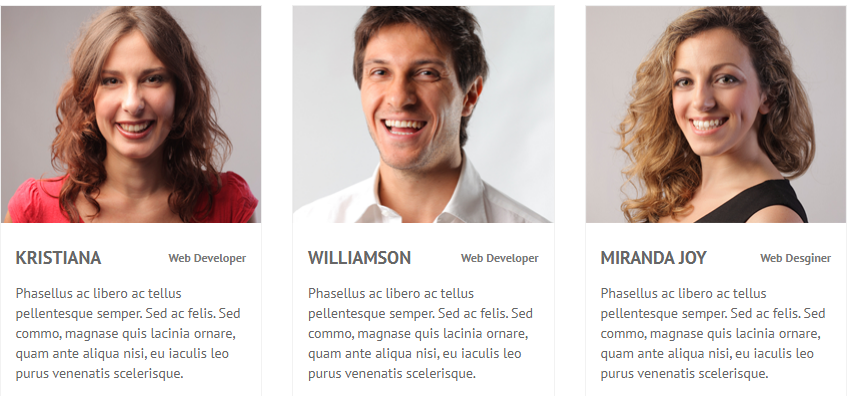 KRISTIANA Web Developer
Phasellus ac libero ac tellus
pellentesque semper. Sed ac felis. Sed
commo, magnase quis lacinia ornare,
quam ante aliqua nisi, eu iaculis leo
purus venenatis scelerisque.
WILLIAMSON Web Developer
Phasellus ac libero ac tellus
pellentesque semper. Sed ac felis. Sed
commo, magnase quis lacinia ornare,
quam ante aliqua nisi, eu iaculis leo
purus venenatis scelerisque.
MIRANDA JOY Web Desginer
Phasellus ac libero ac tellus
pellentesque semper. Sed ac felis. Sed
commo, magnase quis lacinia ornare,
quam ante aliqua nisi, eu iaculis leo
purus venenatis scelerisque.